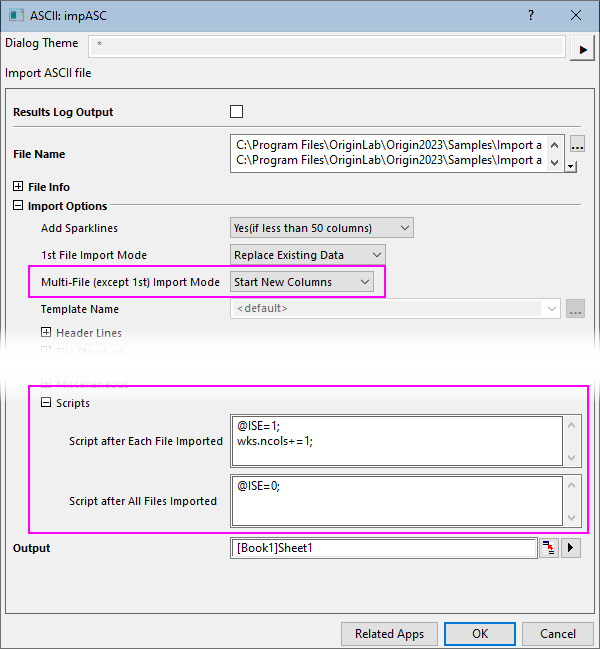 ASCII: impASC
Dialog Theme *
Import ASCII file
Results Log Output
File Name
C:\Program Files\OriginLab\Origin2023\Samples\Import a
C:\Program Files\OriginLab\Origin2023\Samples\Import a
File Info
Import Options
Add Sparklines Yes(if less than 50 columns)
1st File Import Mode Replace Existing Data
Multi-File (except 1st) Import Mode Start New Columns
Template Name <default>
Header Lines
File Structure
Miscellaneous
Scripts
Script after Each File Imported
@ISE=1;
wks.ncols+=1;
Script after All Files Imported
@ISE=0;
Output [Book1]Sheet1
Related Apps OK Cancel